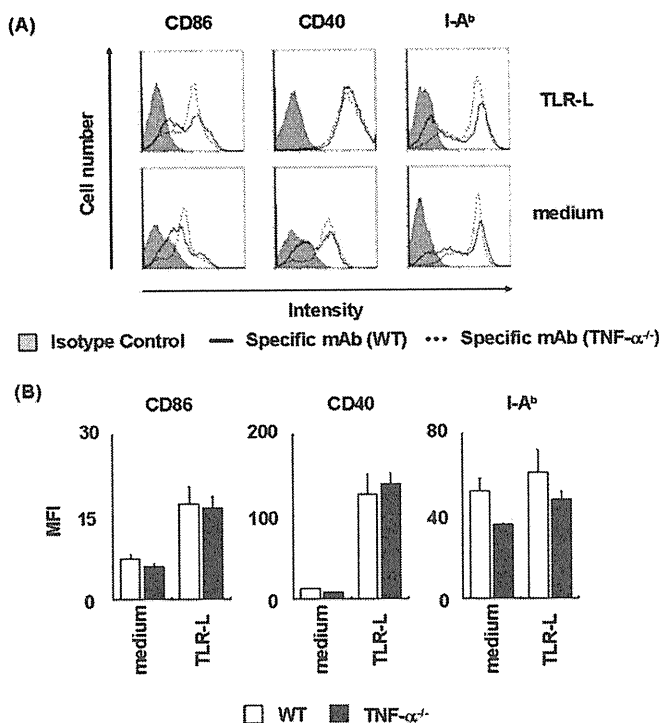 (A)
CD86 CD40 I-Aᵇ
Cell number
TLR-L
medium
Intensity
Isotype Control Specific mAb (WT) Specific mAb (TNF-α⁻/⁻)
(B)
CD86 CD40 I-Aᵇ
MFI
30
15
0
200
100
0
80
40
0
medium TLR-L medium TLR-L medium TLR-L
WT TNF-α⁻/⁻